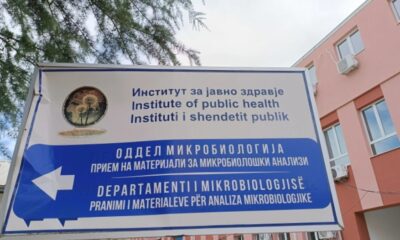 Институт за јавно здравје
Institute of public health
Instituti i shendetit publik
ОДДЕЛ МИКРОБИОЛОГИЈА
ПРИЕМ НА МАТЕРИЈАЛИ ЗА МИКРОБИОЛОШКИ АНАЛИЗИ
DEPARTAMENTI I MIKROBIOLOGJISË
PRANIMI I MATERIALEVE PËR ANALIZA MIKROBIOLOGJIKE